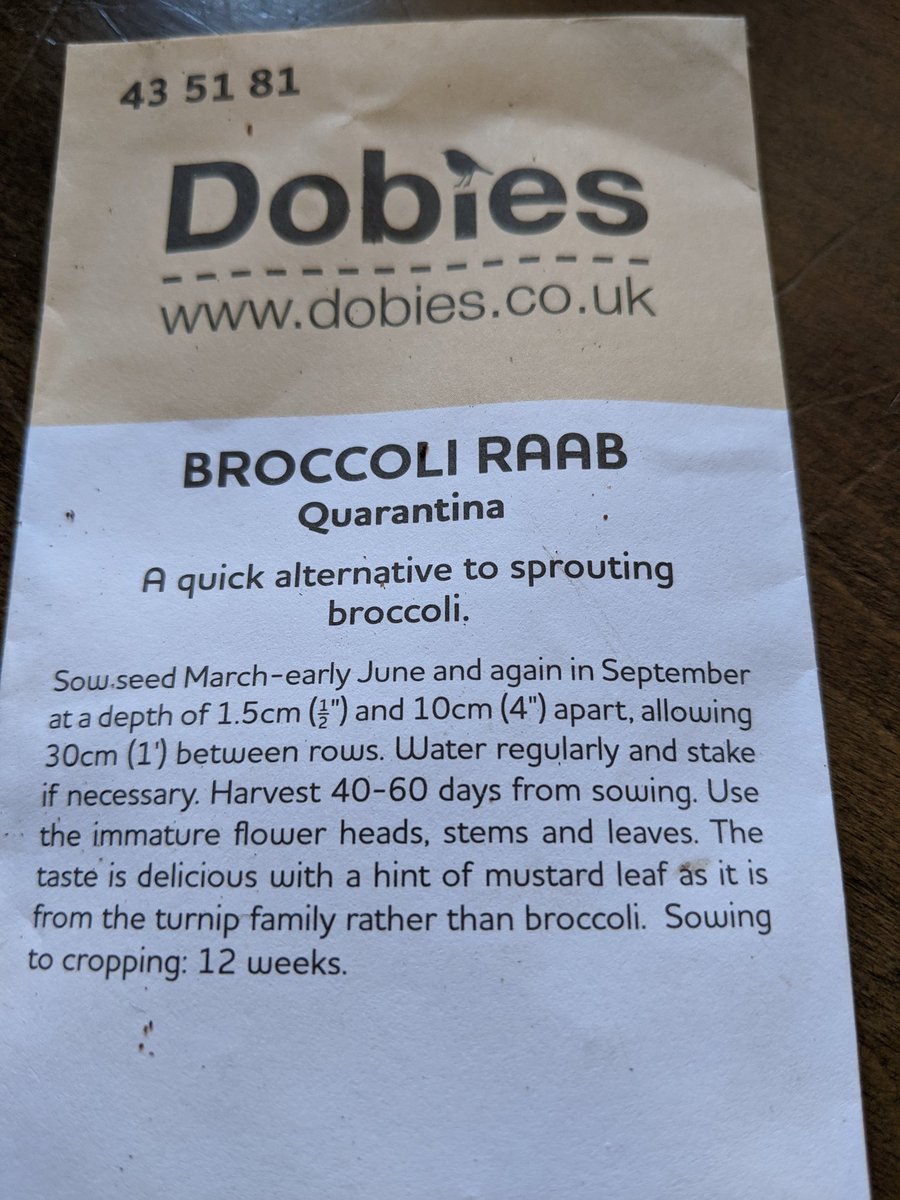 43 51 81
Dobies
www.dobies.co.uk
BROCCOLI RAAB
Quarantina
A quick alternative to sprouting
broccoli.
Sow seed March-early June and again in September
at a depth of 1.5cm (½") and 10cm (4") apart, allowing
30cm (1') between rows. Water regularly and stake
if necessary. Harvest 40-60 days from sowing. Use
the immature flower heads, stems and leaves. The
taste is delicious with a hint of mustard leaf as it is
from the turnip family rather than broccoli. Sowing
to cropping: 12 weeks.